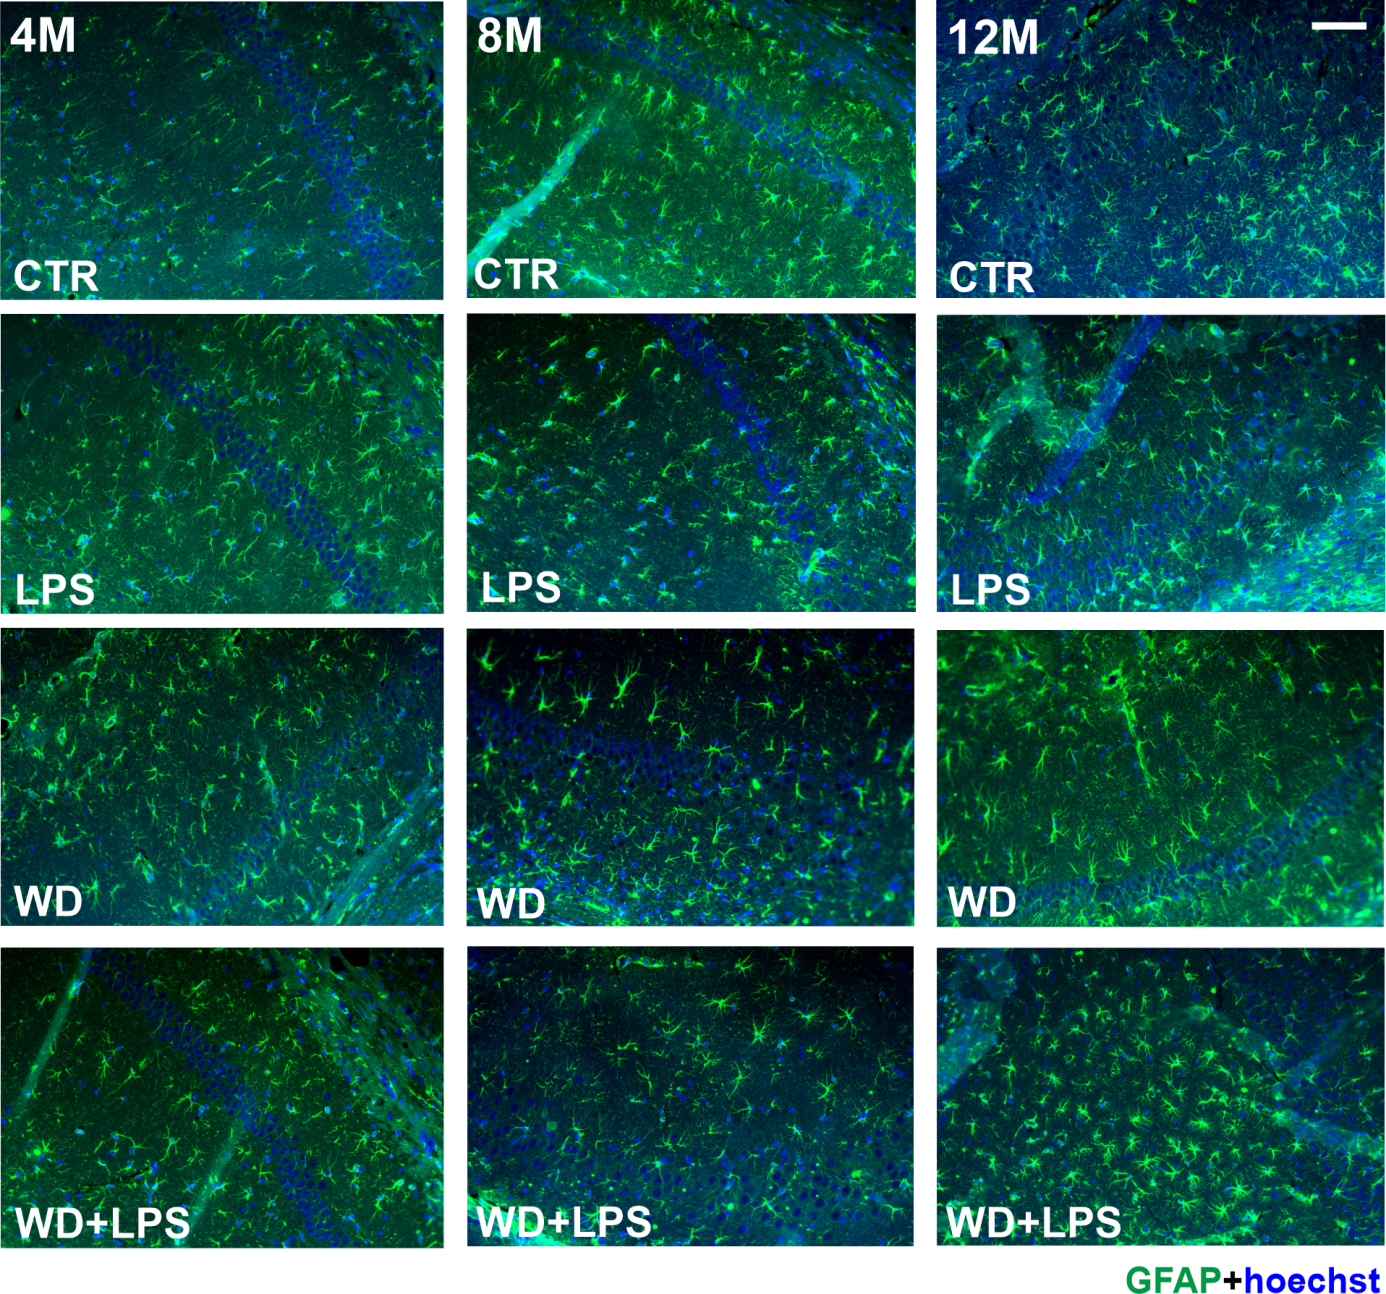 4M
8M
12M
CTR
CTR
CTR
LPS
LPS
LPS
WD
WD
WD
WD+LPS
WD+LPS
WD+LPS
GFAP+hoechst